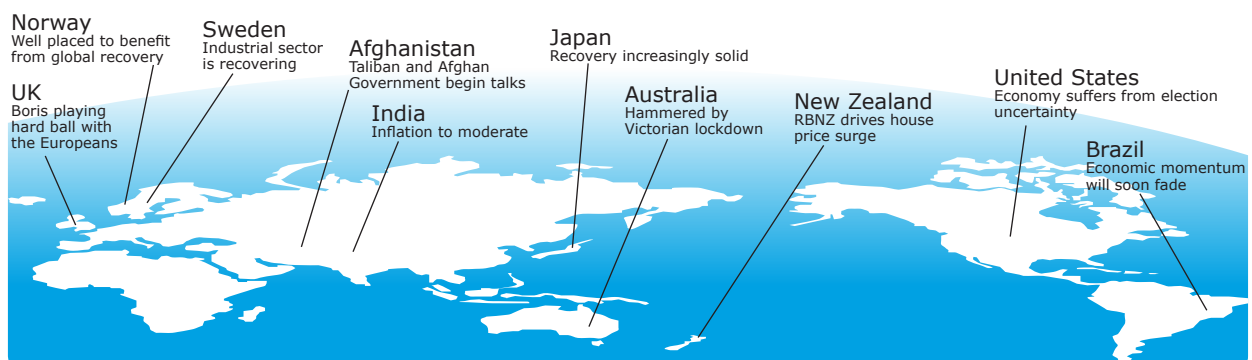 Norway
Well placed to benefit
from global recovery
Sweden
Industrial sector
is recovering
UK
Boris playing
hard ball with
the Europeans
Afghanistan
Taliban and Afghan
Government begin talks
India
Inflation to moderate
Japan
Recovery increasingly solid
Australia
Hammered by
Victorian lockdown
New Zealand
RBNZ drives house
price surge
United States
Economy suffers from election
uncertainty
Brazil
Economic momentum
will soon fade